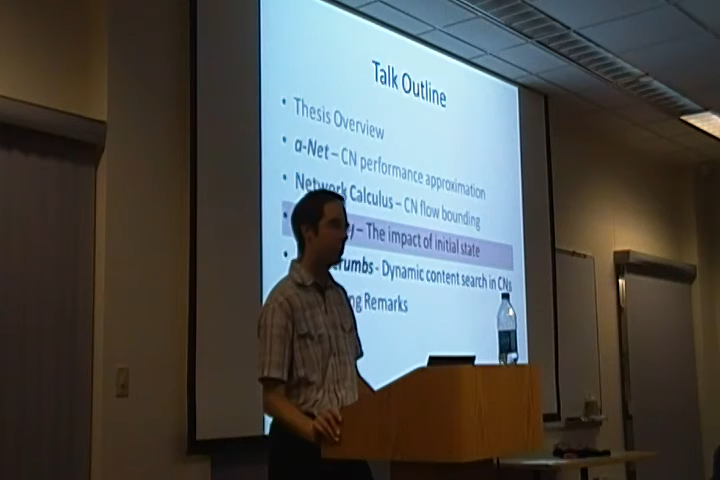 Talk Outline
• Thesis Overview
• α-Net – CN performance approximation
• Network Calculus – CN flow bounding
– The impact of initial state
• rumbs - Dynamic content search in CNs
ng Remarks